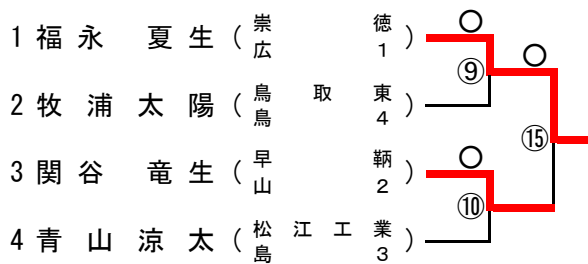 1 福永 夏生 (崇徳 広1) ○
⑨ ○
2 牧浦太陽 (鳥取東 鳥4)
⑮
3 関谷 竜生 (早鞆 山2) ○
⑩
4 青山涼太 (松江工業 島3)